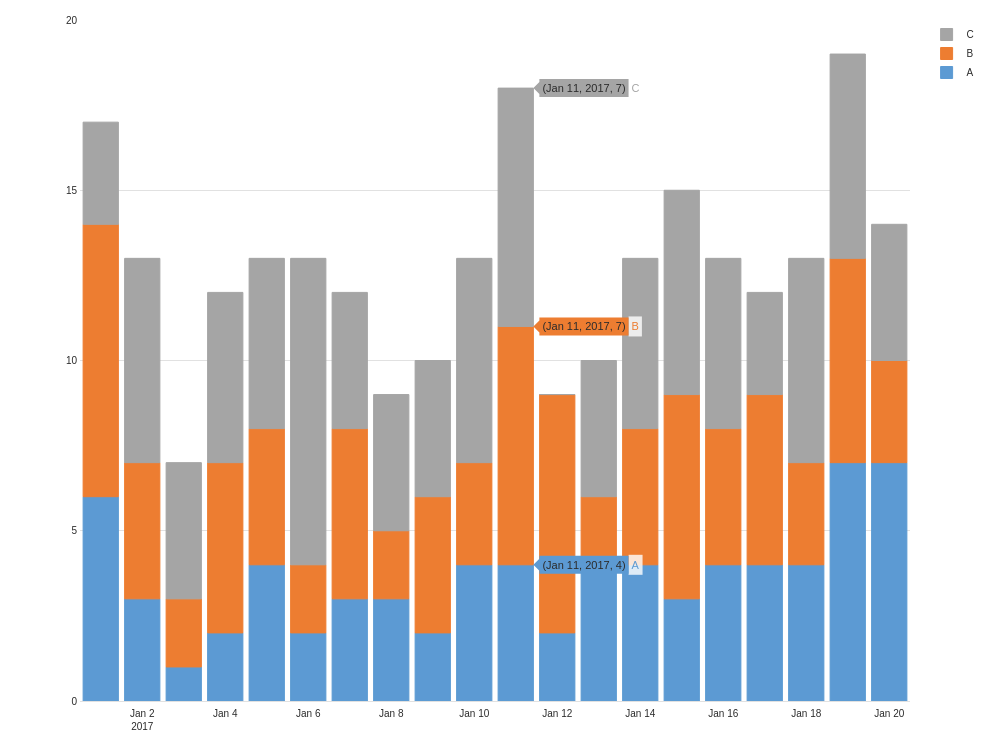 20
15
10
5
0
(Jan 11, 2017, 7) C
(Jan 11, 2017, 7) B
(Jan 11, 2017, 4) A
Jan 2
2017
Jan 4
Jan 6
Jan 8
Jan 10
Jan 12
Jan 14
Jan 16
Jan 18
Jan 20
C
B
A